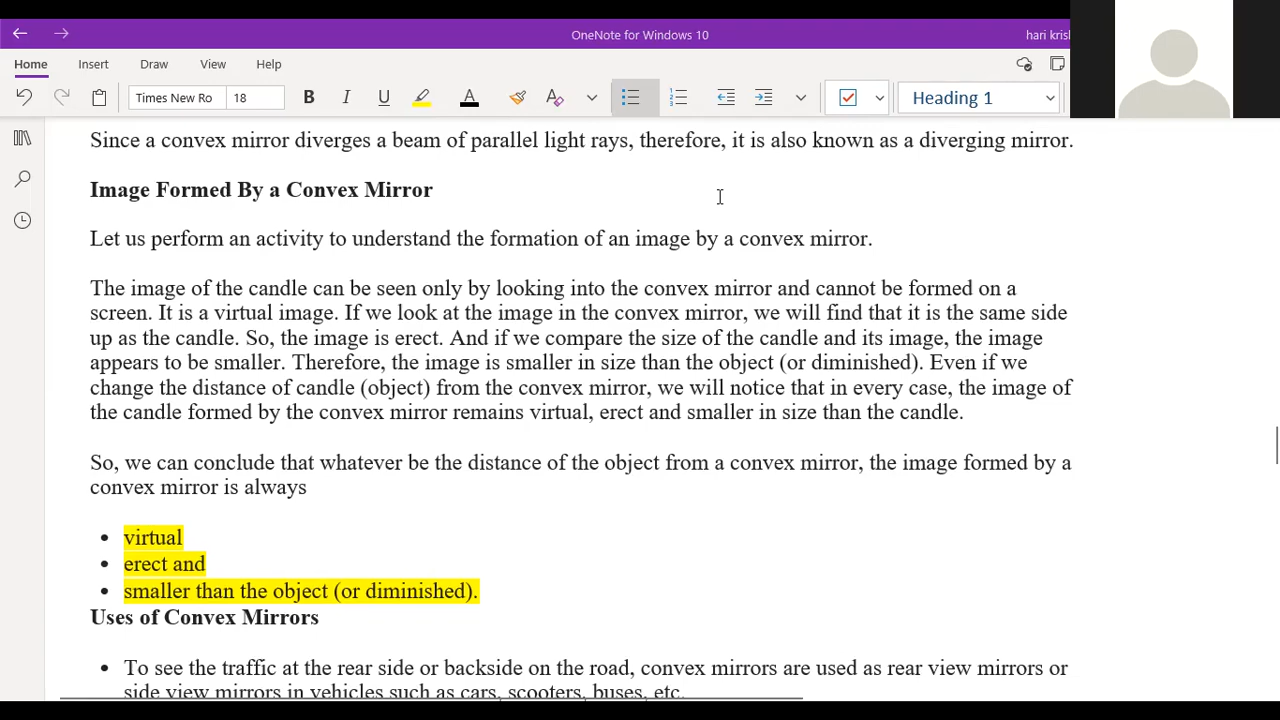 OneNote for Windows 10
hari krish
Home Insert Draw View Help
Times New Ro 18 B I U A A Heading 1
Since a convex mirror diverges a beam of parallel light rays, therefore, it is also known as a diverging mirror.
Image Formed By a Convex Mirror
Let us perform an activity to understand the formation of an image by a convex mirror.
The image of the candle can be seen only by looking into the convex mirror and cannot be formed on a
screen. It is a virtual image. If we look at the image in the convex mirror, we will find that it is the same side
up as the candle. So, the image is erect. And if we compare the size of the candle and its image, the image
appears to be smaller. Therefore, the image is smaller in size than the object (or diminished). Even if we
change the distance of candle (object) from the convex mirror, we will notice that in every case, the image of
the candle formed by the convex mirror remains virtual, erect and smaller in size than the candle.
So, we can conclude that whatever be the distance of the object from a convex mirror, the image formed by a
convex mirror is always
• virtual
• erect and
• smaller than the object (or diminished).
Uses of Convex Mirrors
• To see the traffic at the rear side or backside on the road, convex mirrors are used as rear view mirrors or
side view mirrors in vehicles such as cars, scooters, buses, etc.